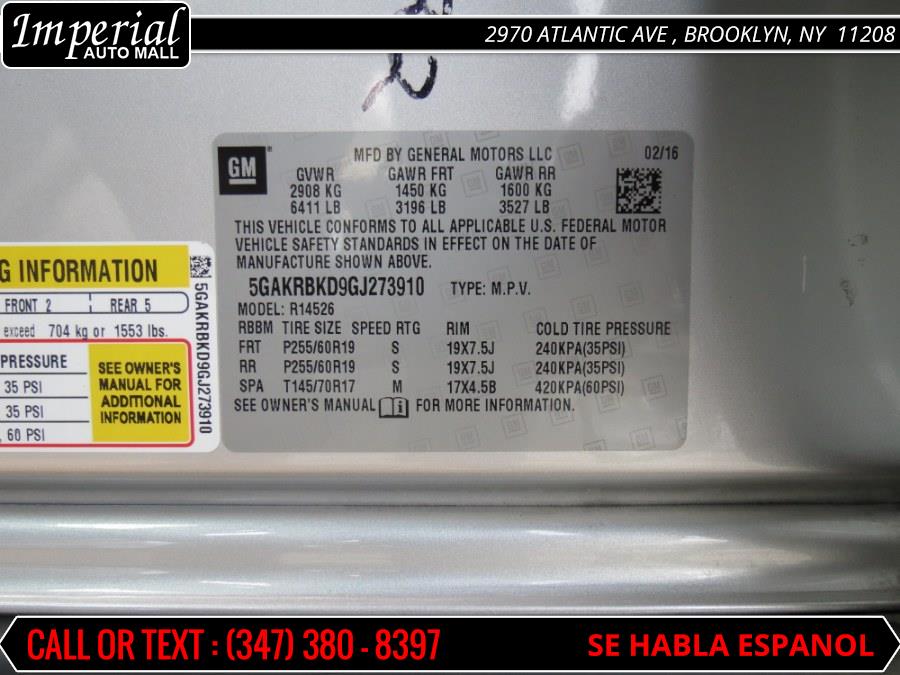 Imperial
AUTO MALL
2970 ATLANTIC AVE , BROOKLYN, NY 11208
GM
MFD BY GENERAL MOTORS LLC
02/16
GVWR GAWR FRT GAWR RR
2908 KG 1450 KG 1600 KG
6411 LB 3196 LB 3527 LB
THIS VEHICLE CONFORMS TO ALL APPLICABLE U.S. FEDERAL MOTOR
VEHICLE SAFETY STANDARDS IN EFFECT ON THE DATE OF
MANUFACTURE SHOWN ABOVE.
5GAKRBKD9GJ273910 TYPE: M.P.V.
MODEL: R14526
RBBM TIRE SIZE SPEED RTG RIM COLD TIRE PRESSURE
FRT P255/60R19 S 19X7.5J 240KPA(35PSI)
RR P255/60R19 S 19X7.5J 240KPA(35PSI)
SPA T145/70R17 M 17X4.5B 420KPA(60PSI)
SEE OWNER'S MANUAL FOR MORE INFORMATION.
G INFORMATION
FRONT 2 REAR 5
exceed 704 kg or 1553 lbs.
PRESSURE
35 PSI
35 PSI
, 60 PSI
SEE OWNER'S
MANUAL FOR
ADDITIONAL
INFORMATION
5GAKRBKD9GJ273910
CALL OR TEXT : (347) 380 - 8397
SE HABLA ESPANOL